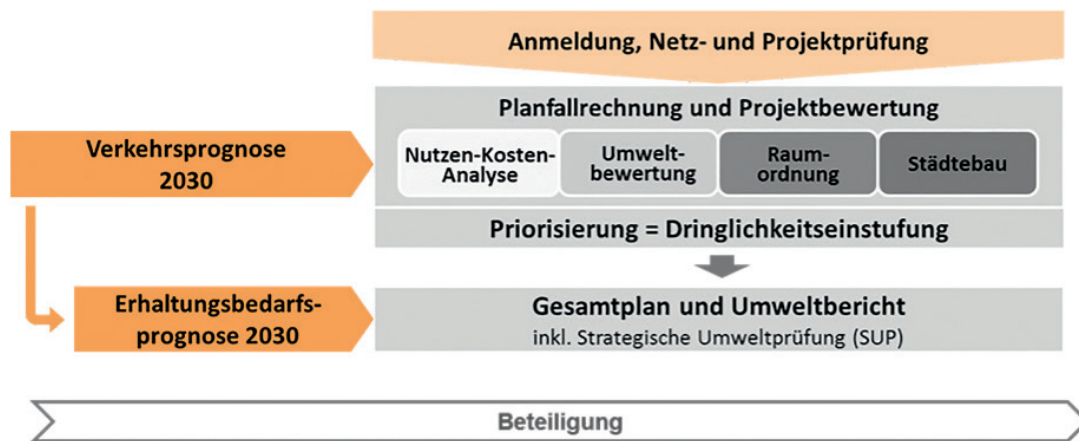 Anmeldung, Netz- und Projektprüfung
Planfallrechnung und Projektbewertung
Verkehrsprognose
2030
Nutzen-Kosten-
Analyse
Umwelt-
bewertung
Raum-
ordnung
Städtebau
Priorisierung = Dringlichkeitseinstufung
Erhaltungsbedarfs-
prognose 2030
Gesamtplan und Umweltbericht
inkl. Strategische Umweltprüfung (SUP)
Beteiligung